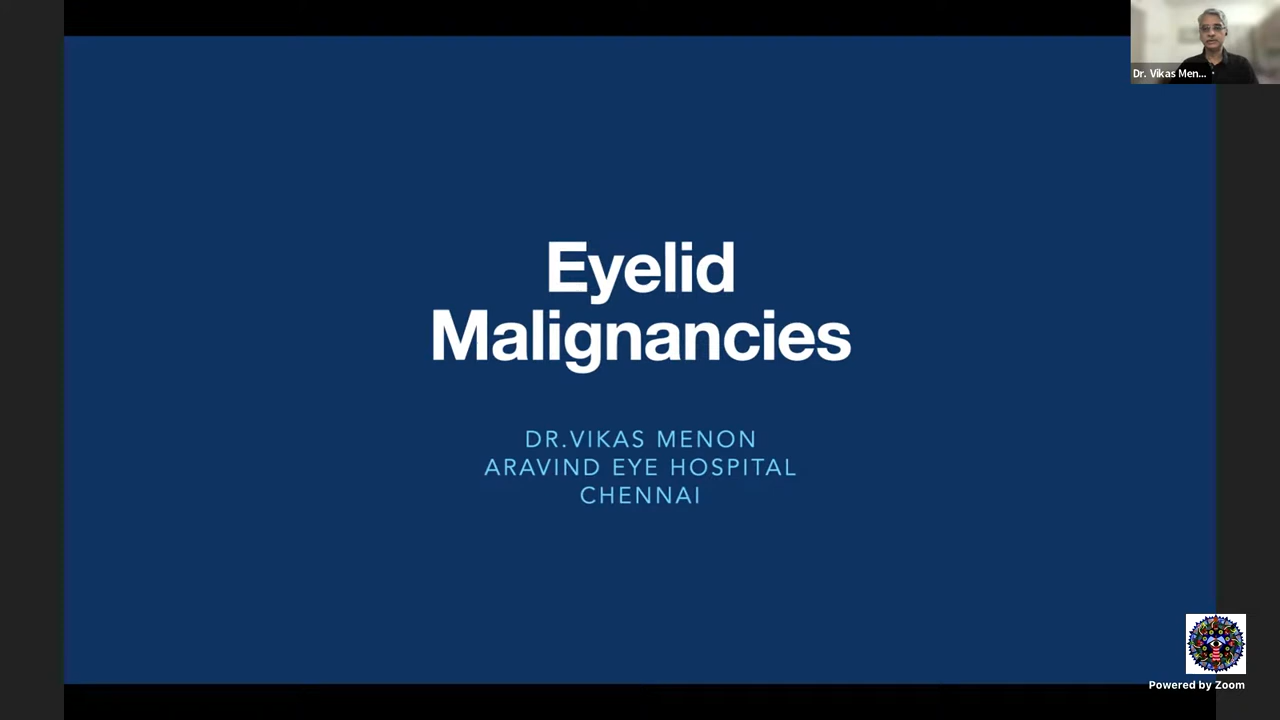 Dr. Vikas Men...
Eyelid
Malignancies
DR.VIKAS MENON
ARAVIND EYE HOSPITAL
CHENNAI
Powered by Zoom